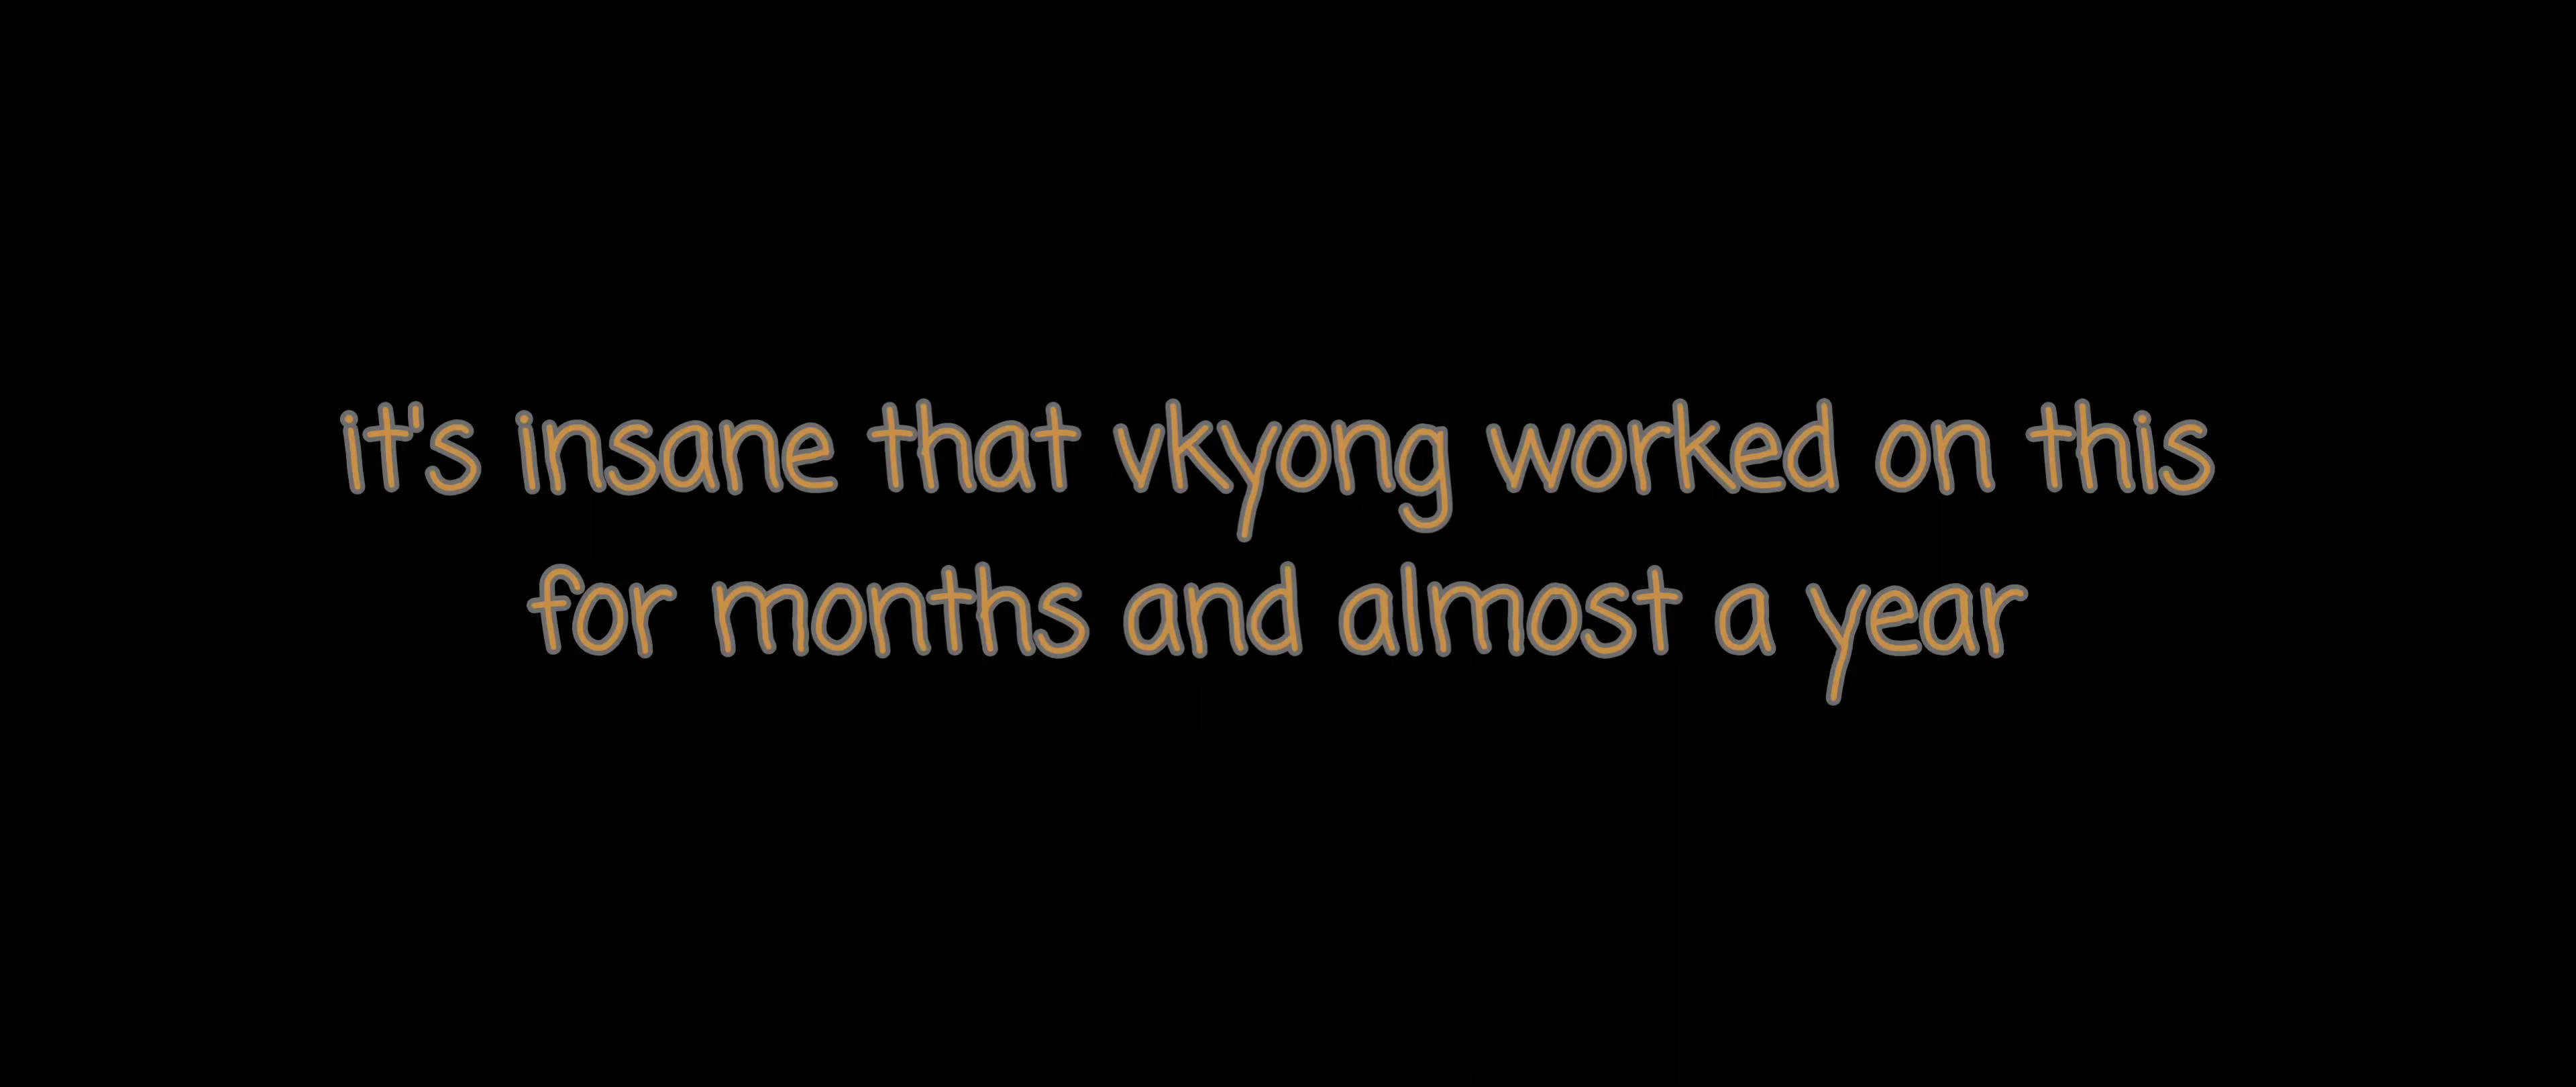 it's insane that vkyong worked on this
for months and almost a year